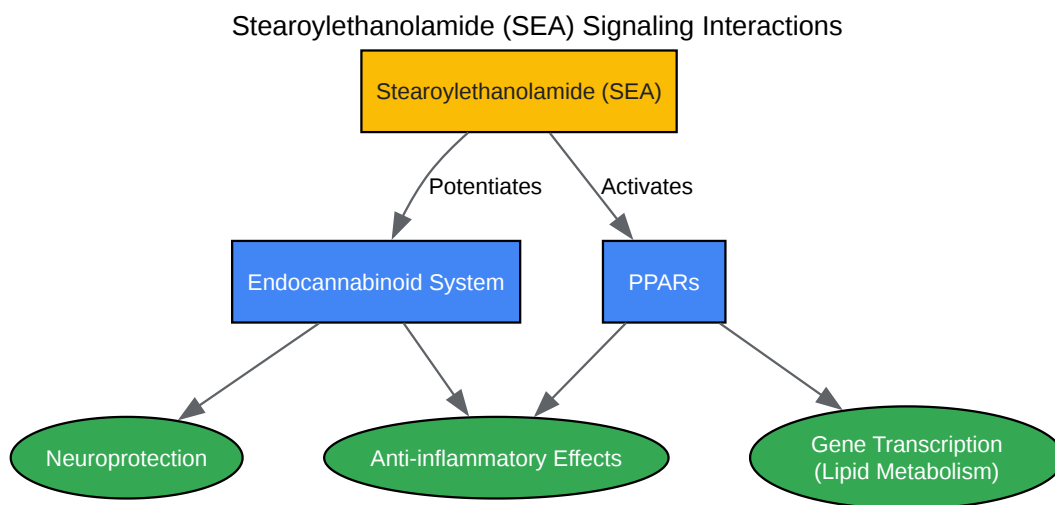 Stearoylethanolamide (SEA) Signaling Interactions
Stearoylethanolamide (SEA)
Potentiates
Activates
Endocannabinoid System
PPARs
Neuroprotection
Anti-inflammatory Effects
Gene Transcription
(Lipid Metabolism)